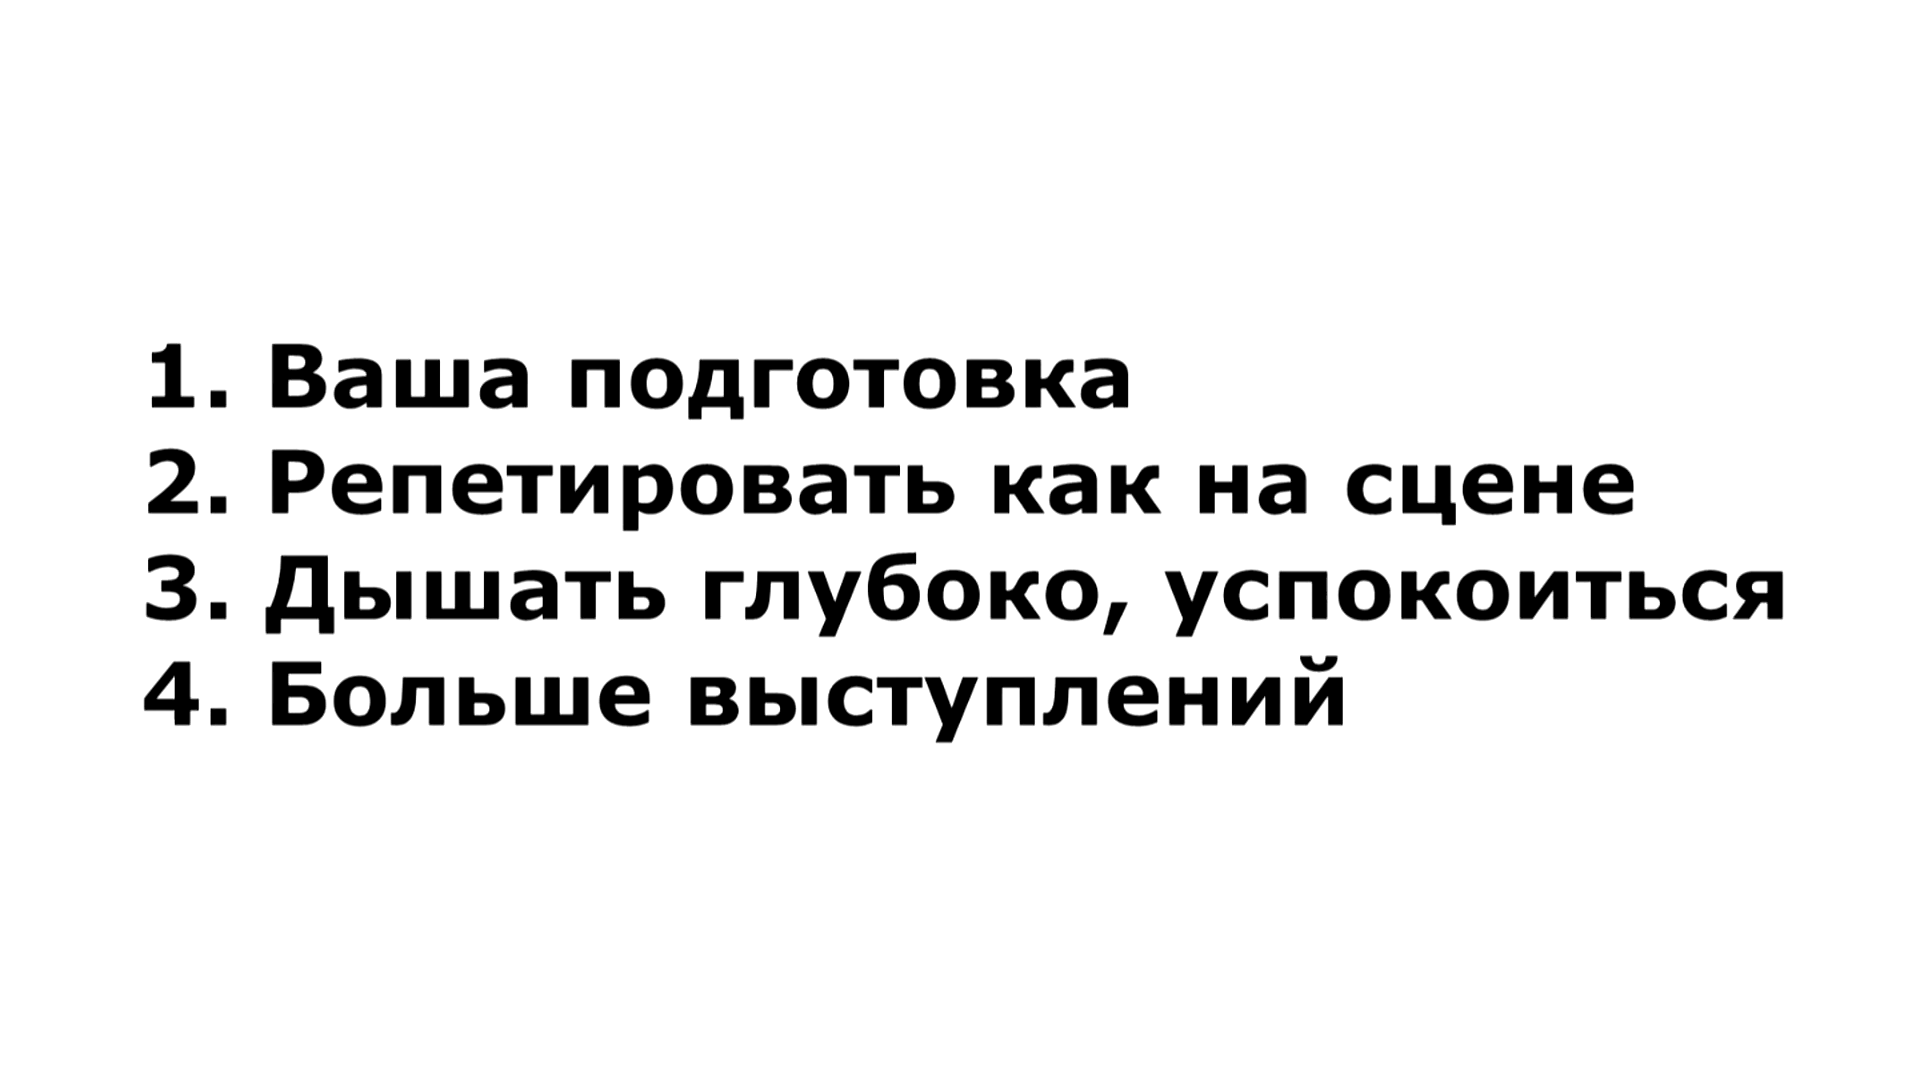 1. Ваша подготовка
2. Репетировать как на сцене
3. Дышать глубоко, успокоиться
4. Больше выступлений